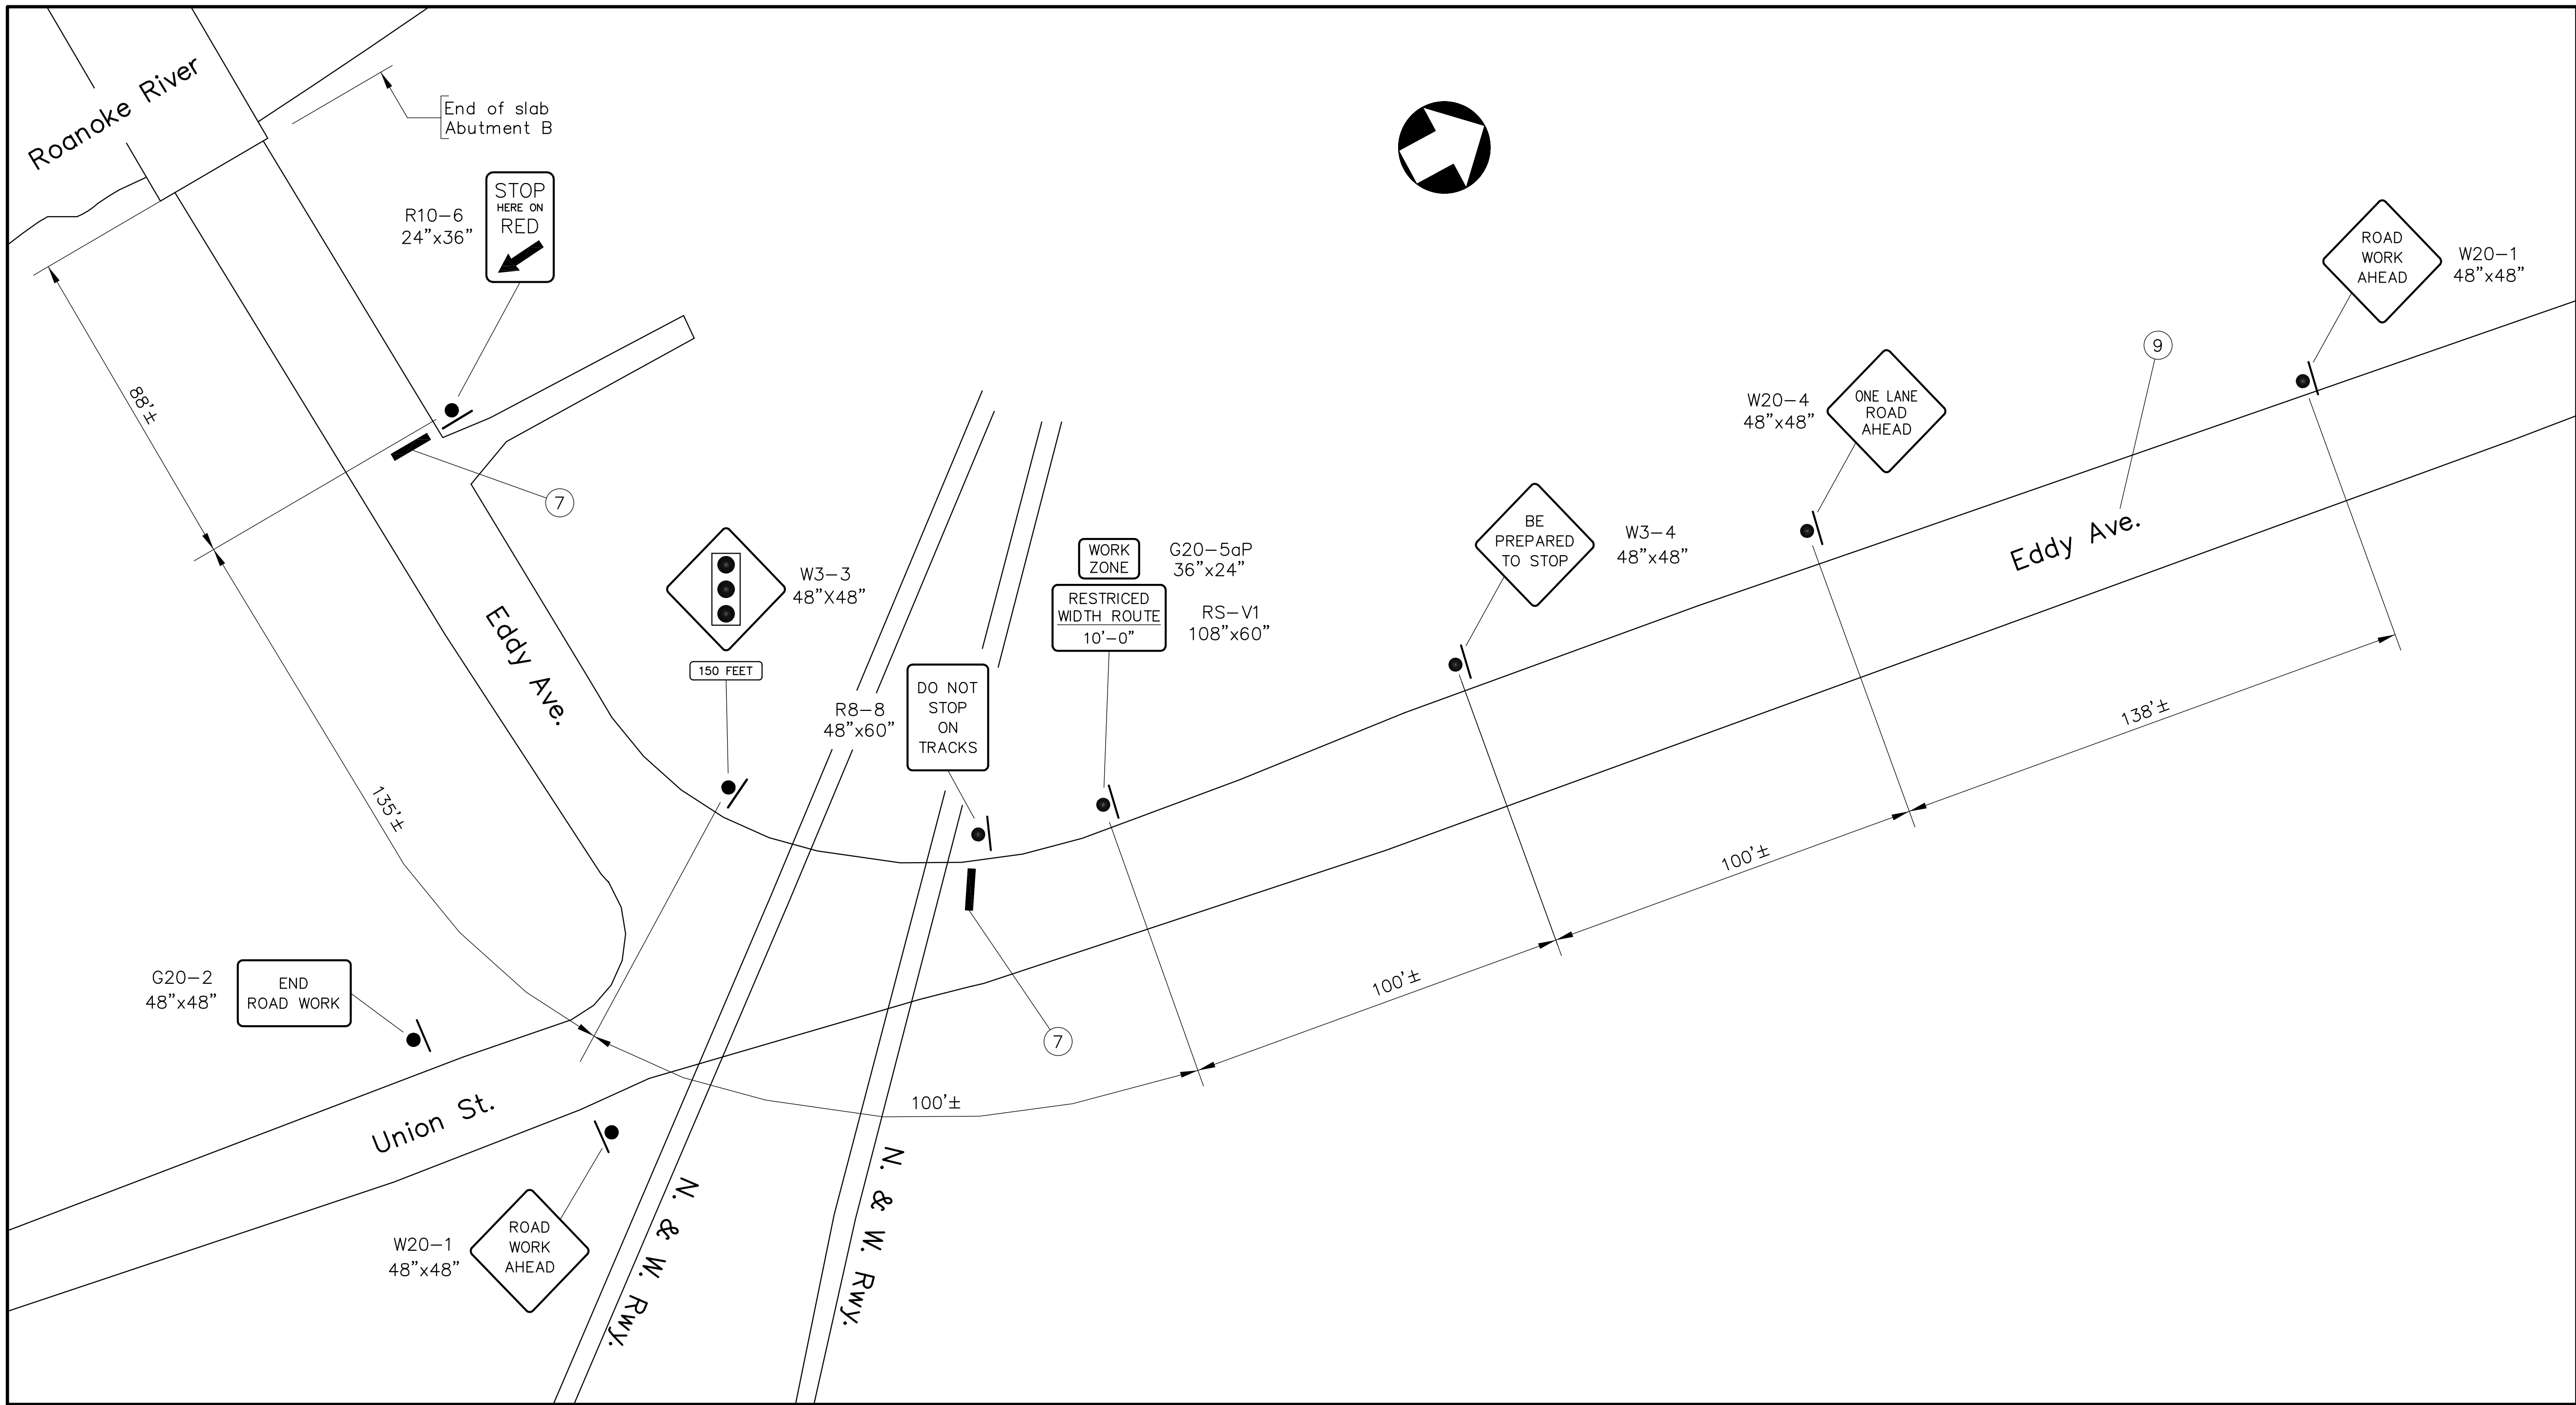 Roanoke River
End of slab
Abutment B
R10-6
24"x36"
STOP
HERE ON
RED
88'±
7
135'±
Eddy Ave.
W3-3
48"X48"
150 FEET
R8-8
48"x60"
DO NOT
STOP
ON
TRACKS
WORK
ZONE
G20-5aP
36"x24"
RESTRICED
WIDTH ROUTE
10'-0"
RS-V1
108"x60"
BE
PREPARED
TO STOP
W3-4
48"x48"
W20-4
48"x48"
ONE LANE
ROAD
AHEAD
9
Eddy Ave.
ROAD
WORK
AHEAD
W20-1
48"x48"
138'±
100'±
100'±
100'±
7
G20-2
48"x48"
END
ROAD WORK
Union St.
W20-1
48"x48"
ROAD
WORK
AHEAD
N. & W. Rwy.
N. & W. Rwy.